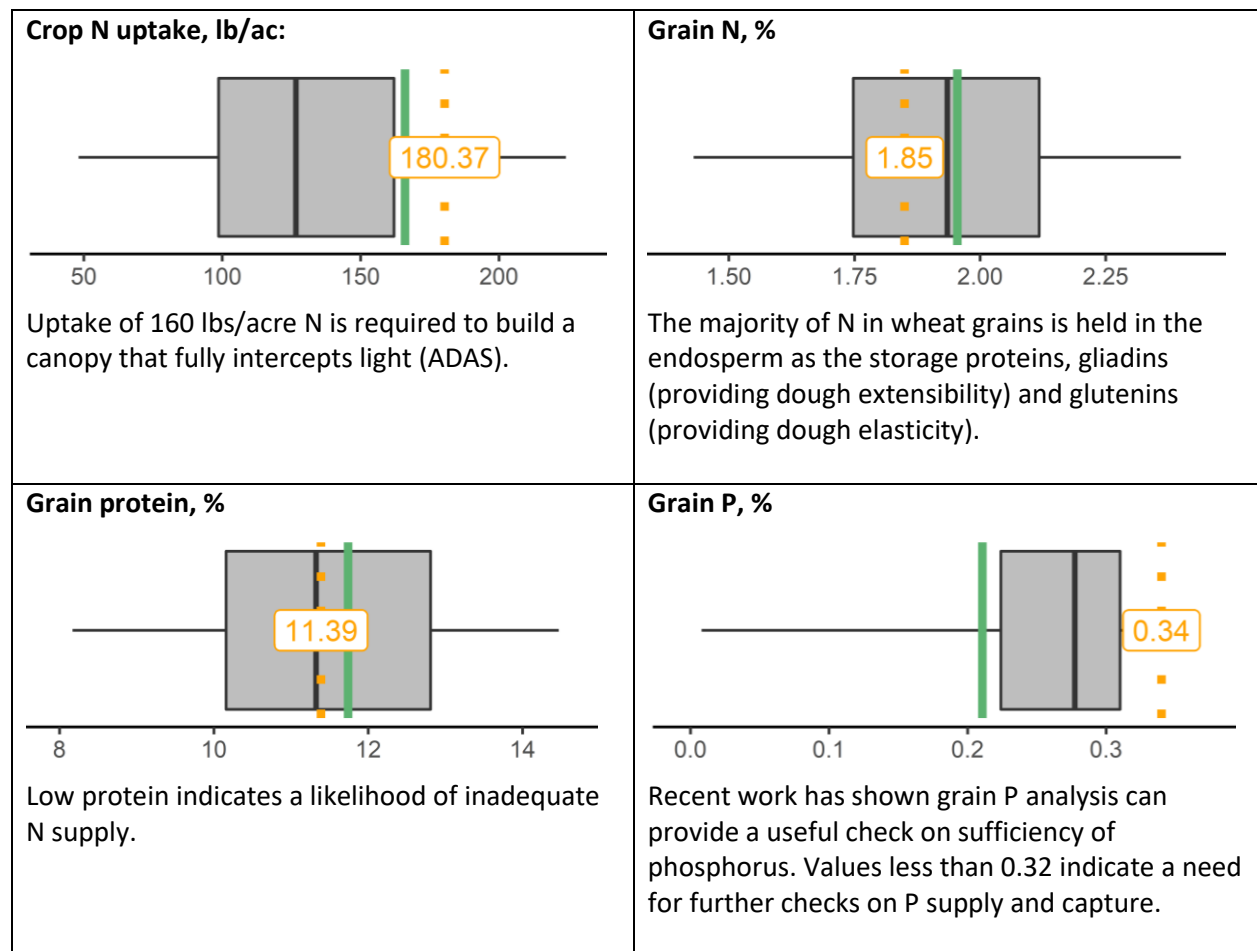 Crop N uptake, lb/ac:
180.37
50 100 150 200
Uptake of 160 lbs/acre N is required to build a
canopy that fully intercepts light (ADAS).
Grain N, %
1.85
1.50 1.75 2.00 2.25
The majority of N in wheat grains is held in the
endosperm as the storage proteins, gliadins
(providing dough extensibility) and glutenins
(providing dough elasticity).
Grain protein, %
11.39
8 10 12 14
Low protein indicates a likelihood of inadequate
N supply.
Grain P, %
0.34
0.0 0.1 0.2 0.3
Recent work has shown grain P analysis can
provide a useful check on sufficiency of
phosphorus. Values less than 0.32 indicate a need
for further checks on P supply and capture.